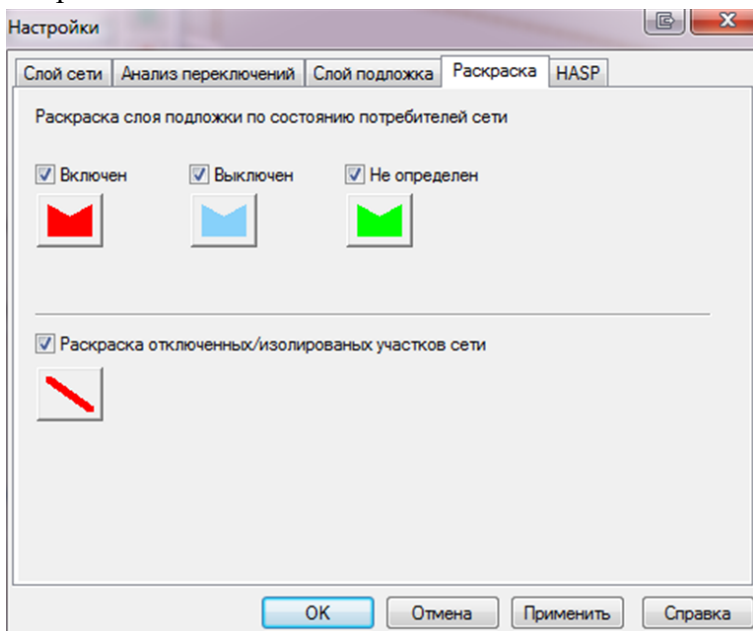 Настройки
Слой сети Анализ переключений Слой подложка Раскраска HASP
Раскраска слоя подложки по состоянию потребителей сети
Включен Выключен Не определен
Раскраска отключенных/изолированых участков сети
ОК Отмена Применить Справка